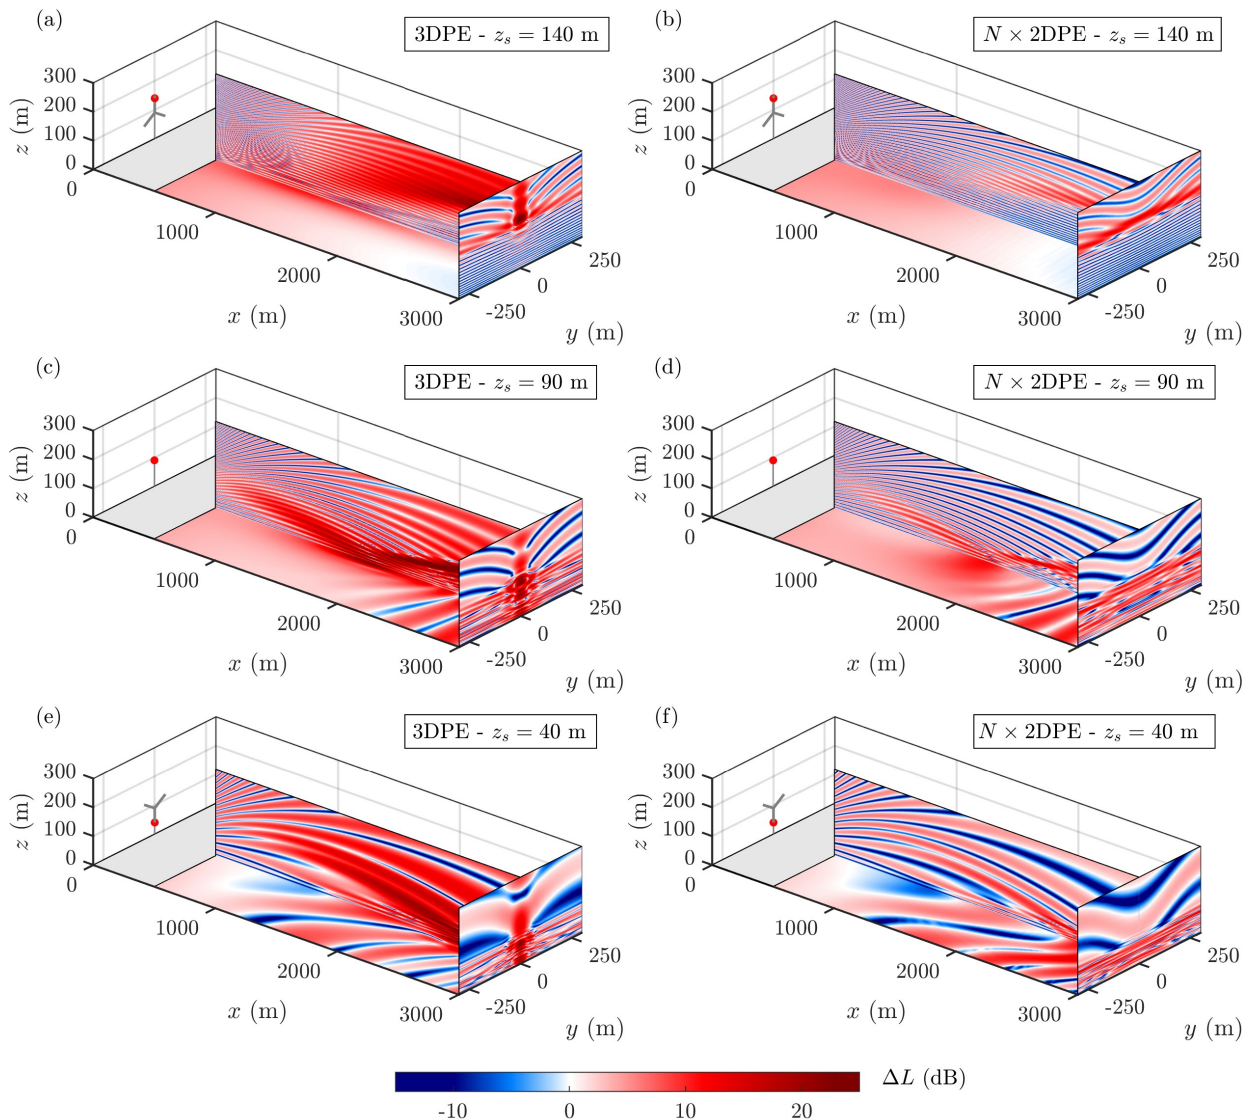 (a)
3DPE - z_s = 140 m
300
200
100
0
z (m)
0
1000
2000
3000
x (m)
-250
0
250
y (m)
(b)
N × 2DPE - z_s = 140 m
300
200
100
0
z (m)
0
1000
2000
3000
x (m)
-250
0
250
y (m)
(c)
3DPE - z_s = 90 m
300
200
100
0
z (m)
0
1000
2000
3000
x (m)
-250
0
250
y (m)
(d)
N × 2DPE - z_s = 90 m
300
200
100
0
z (m)
0
1000
2000
3000
x (m)
-250
0
250
y (m)
(e)
3DPE - z_s = 40 m
300
200
100
0
z (m)
0
1000
2000
3000
x (m)
-250
0
250
y (m)
(f)
N × 2DPE - z_s = 40 m
300
200
100
0
z (m)
0
1000
2000
3000
x (m)
-250
0
250
y (m)
ΔL (dB)
-10 0 10 20